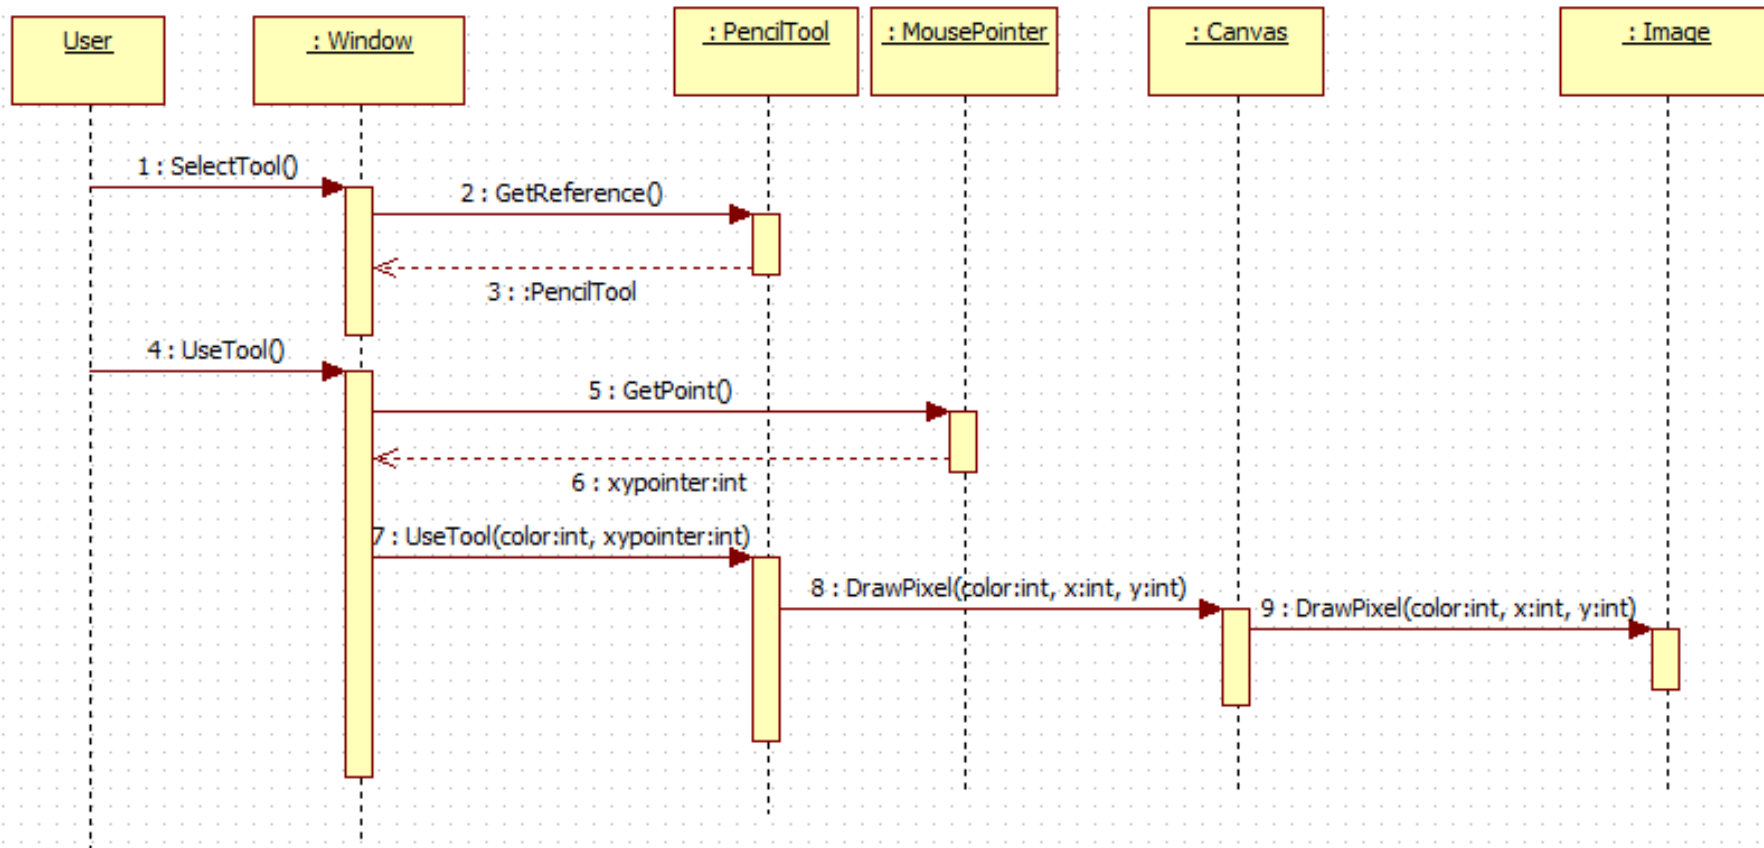 User
: Window
: PencilTool
: MousePointer
: Canvas
: Image
1 : SelectTool()
2 : GetReference()
3 : :PencilTool
4 : UseTool()
5 : GetPoint()
6 : xypointer:int
7 : UseTool(color:int, xypointer:int)
8 : DrawPixel(color:int, x:int, y:int)
9 : DrawPixel(color:int, x:int, y:int)